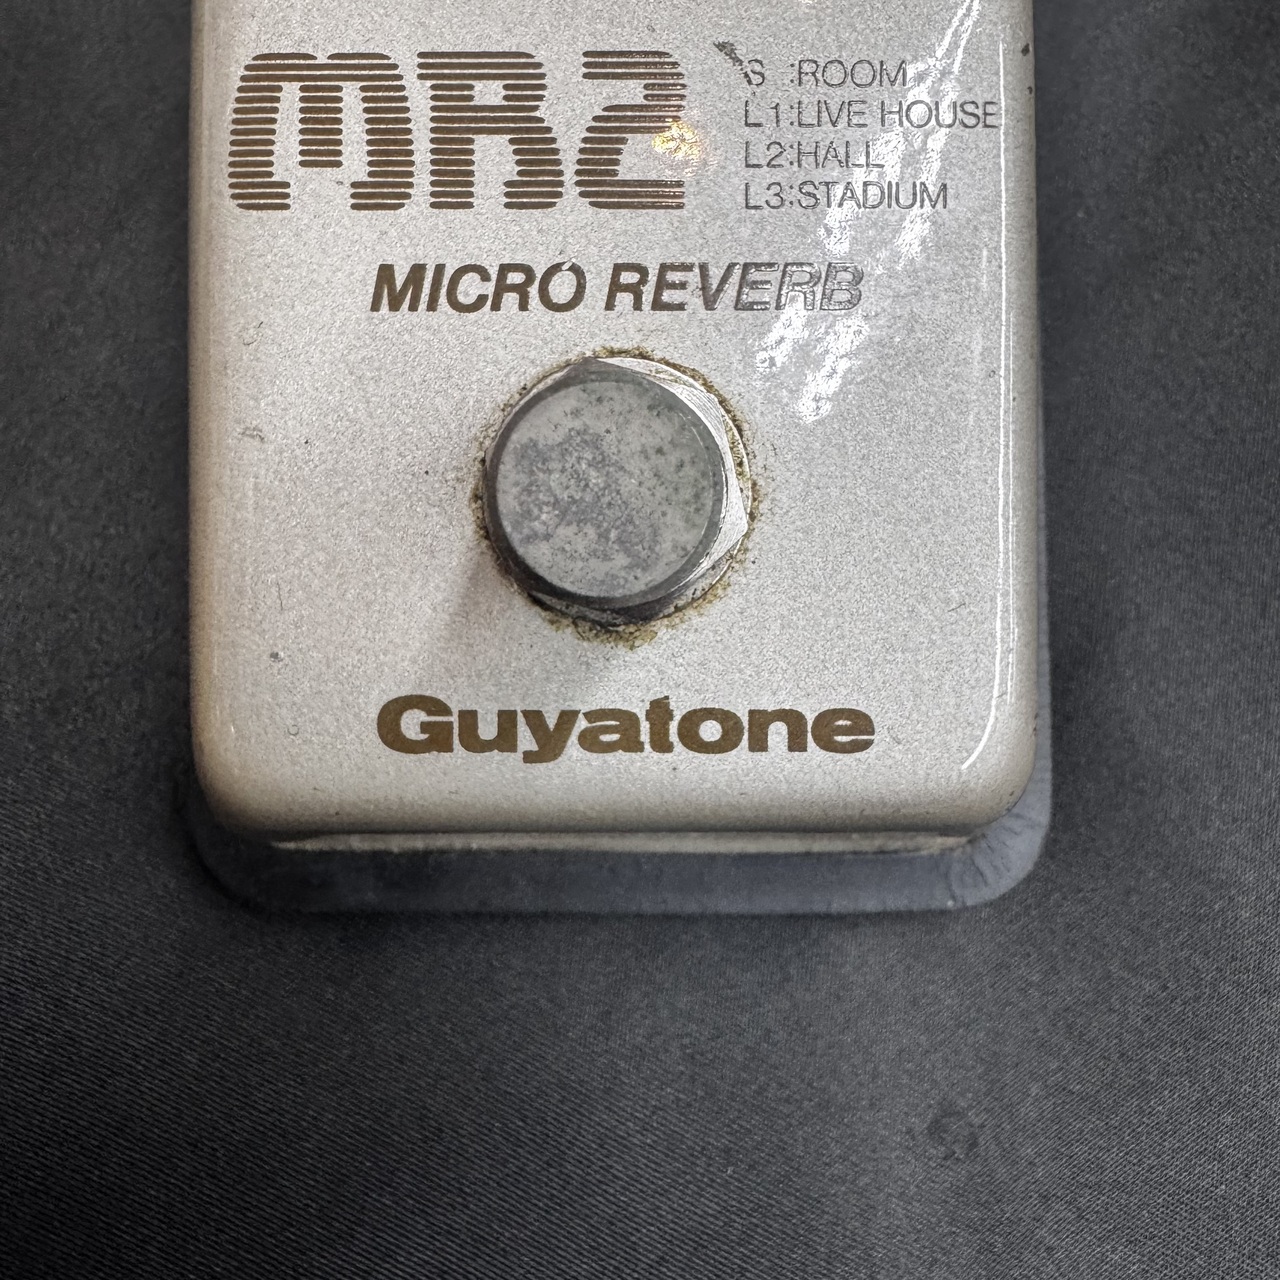 MR2
S :ROOM
L1:LIVE HOUSE
L2:HALL
L3:STADIUM
MICRO REVERB
Guyatone